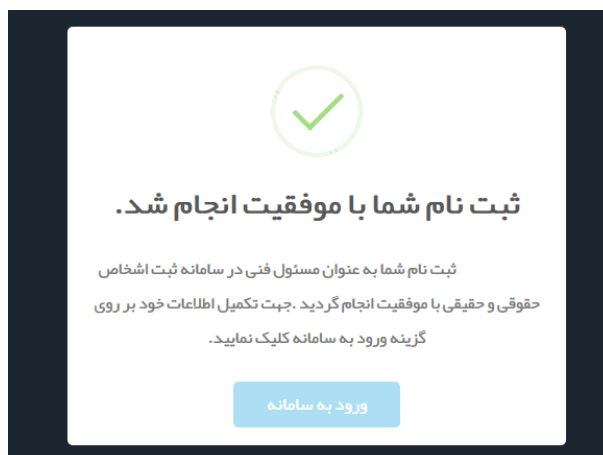 ثبت نام شما با موفقیت انجام شد.
ثبت نام شما به عنوان مسئول فنی در سامانه ثبت اشخاص
حقوقی و حقیقی با موفقیت انجام گردید .جهت تکمیل اطلاعات خود بر روی
گزینه ورود به سامانه کلیک نمایید.
ورود به سامانه